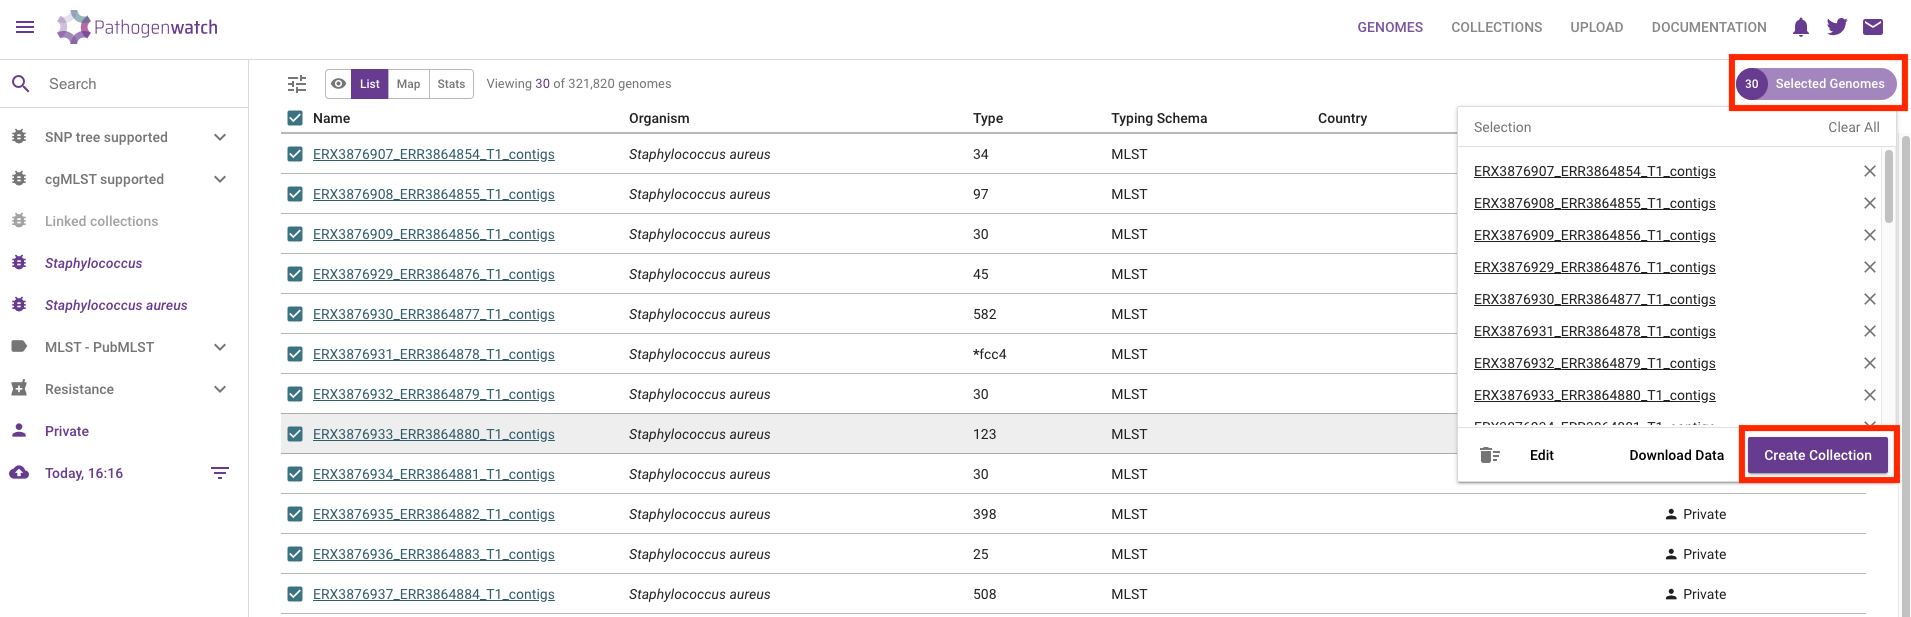 Pathogenwatch
GENOMES COLLECTIONS UPLOAD DOCUMENTATION
Search
List Map Stats Viewing 30 of 321,820 genomes
30 Selected Genomes
SNP tree supported
cgMLST supported
Linked collections
Staphylococcus
Staphylococcus aureus
MLST - PubMLST
Resistance
Private
Today, 16:16
Name Organism Type Typing Schema Country
ERX3876907_ERR3864854_T1_contigs Staphylococcus aureus 34 MLST
ERX3876908_ERR3864855_T1_contigs Staphylococcus aureus 97 MLST
ERX3876909_ERR3864856_T1_contigs Staphylococcus aureus 30 MLST
ERX3876929_ERR3864876_T1_contigs Staphylococcus aureus 45 MLST
ERX3876930_ERR3864877_T1_contigs Staphylococcus aureus 582 MLST
ERX3876931_ERR3864878_T1_contigs Staphylococcus aureus *fcc4 MLST
ERX3876932_ERR3864879_T1_contigs Staphylococcus aureus 30 MLST
ERX3876933_ERR3864880_T1_contigs Staphylococcus aureus 123 MLST
ERX3876934_ERR3864881_T1_contigs Staphylococcus aureus 30 MLST
ERX3876935_ERR3864882_T1_contigs Staphylococcus aureus 398 MLST Private
ERX3876936_ERR3864883_T1_contigs Staphylococcus aureus 25 MLST Private
ERX3876937_ERR3864884_T1_contigs Staphylococcus aureus 508 MLST Private
Selection Clear All
ERX3876907_ERR3864854_T1_contigs
ERX3876908_ERR3864855_T1_contigs
ERX3876909_ERR3864856_T1_contigs
ERX3876929_ERR3864876_T1_contigs
ERX3876930_ERR3864877_T1_contigs
ERX3876931_ERR3864878_T1_contigs
ERX3876932_ERR3864879_T1_contigs
ERX3876933_ERR3864880_T1_contigs
Edit Download Data Create Collection